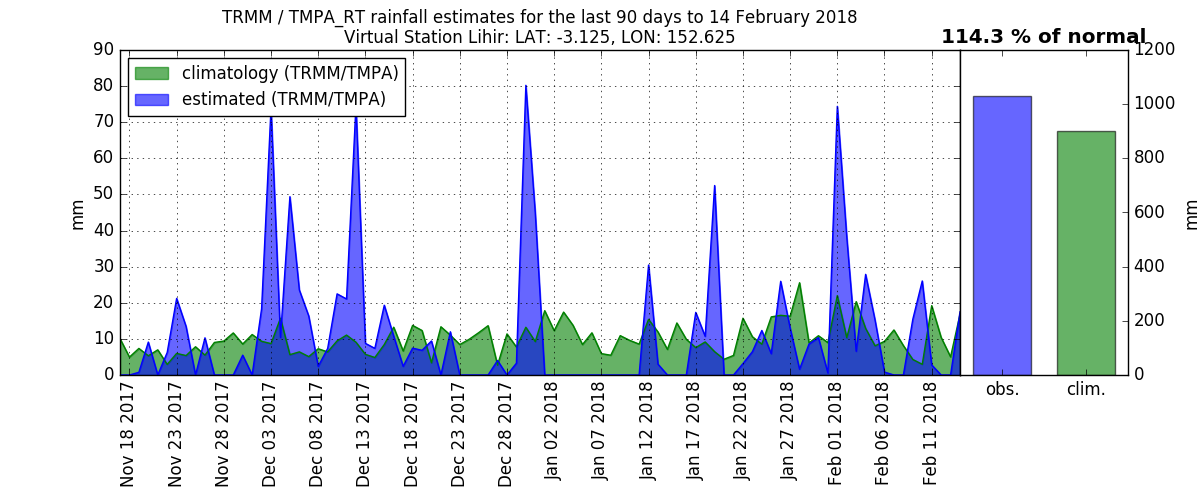 TRMM / TMPA_RT rainfall estimates for the last 90 days to 14 February 2018
Virtual Station Lihir: LAT: -3.125, LON: 152.625
114.3 % of normal
climatology (TRMM/TMPA)
estimated (TRMM/TMPA)
90
80
70
60
50
40
30
20
10
0
mm
1200
1000
800
600
400
200
0
mm
Nov 18 2017
Nov 23 2017
Nov 28 2017
Dec 03 2017
Dec 08 2017
Dec 13 2017
Dec 18 2017
Dec 23 2017
Dec 28 2017
Jan 02 2018
Jan 07 2018
Jan 12 2018
Jan 17 2018
Jan 22 2018
Jan 27 2018
Feb 01 2018
Feb 06 2018
Feb 11 2018
obs.
clim.